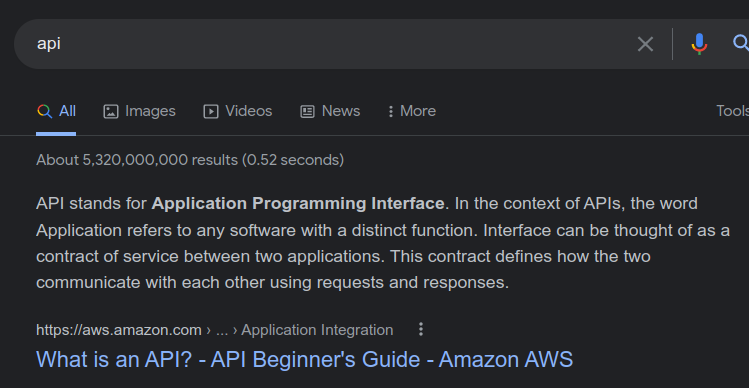 api
All Images Videos News More Tools
About 5,320,000,000 results (0.52 seconds)
API stands for Application Programming Interface. In the context of APIs, the word
Application refers to any software with a distinct function. Interface can be thought of as a
contract of service between two applications. This contract defines how the two
communicate with each other using requests and responses.
https://aws.amazon.com › ... › Application Integration
What is an API? - API Beginner's Guide - Amazon AWS